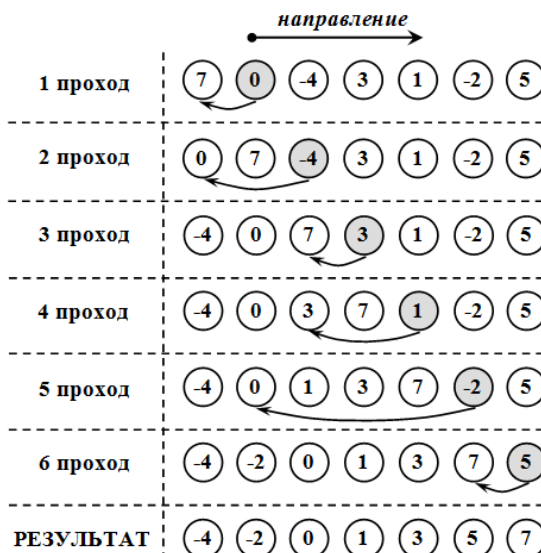 направление
1 проход 7 0 -4 3 1 -2 5
2 проход 0 7 -4 3 1 -2 5
3 проход -4 0 7 3 1 -2 5
4 проход -4 0 3 7 1 -2 5
5 проход -4 0 1 3 7 -2 5
6 проход -4 -2 0 1 3 7 5
РЕЗУЛЬТАТ -4 -2 0 1 3 5 7